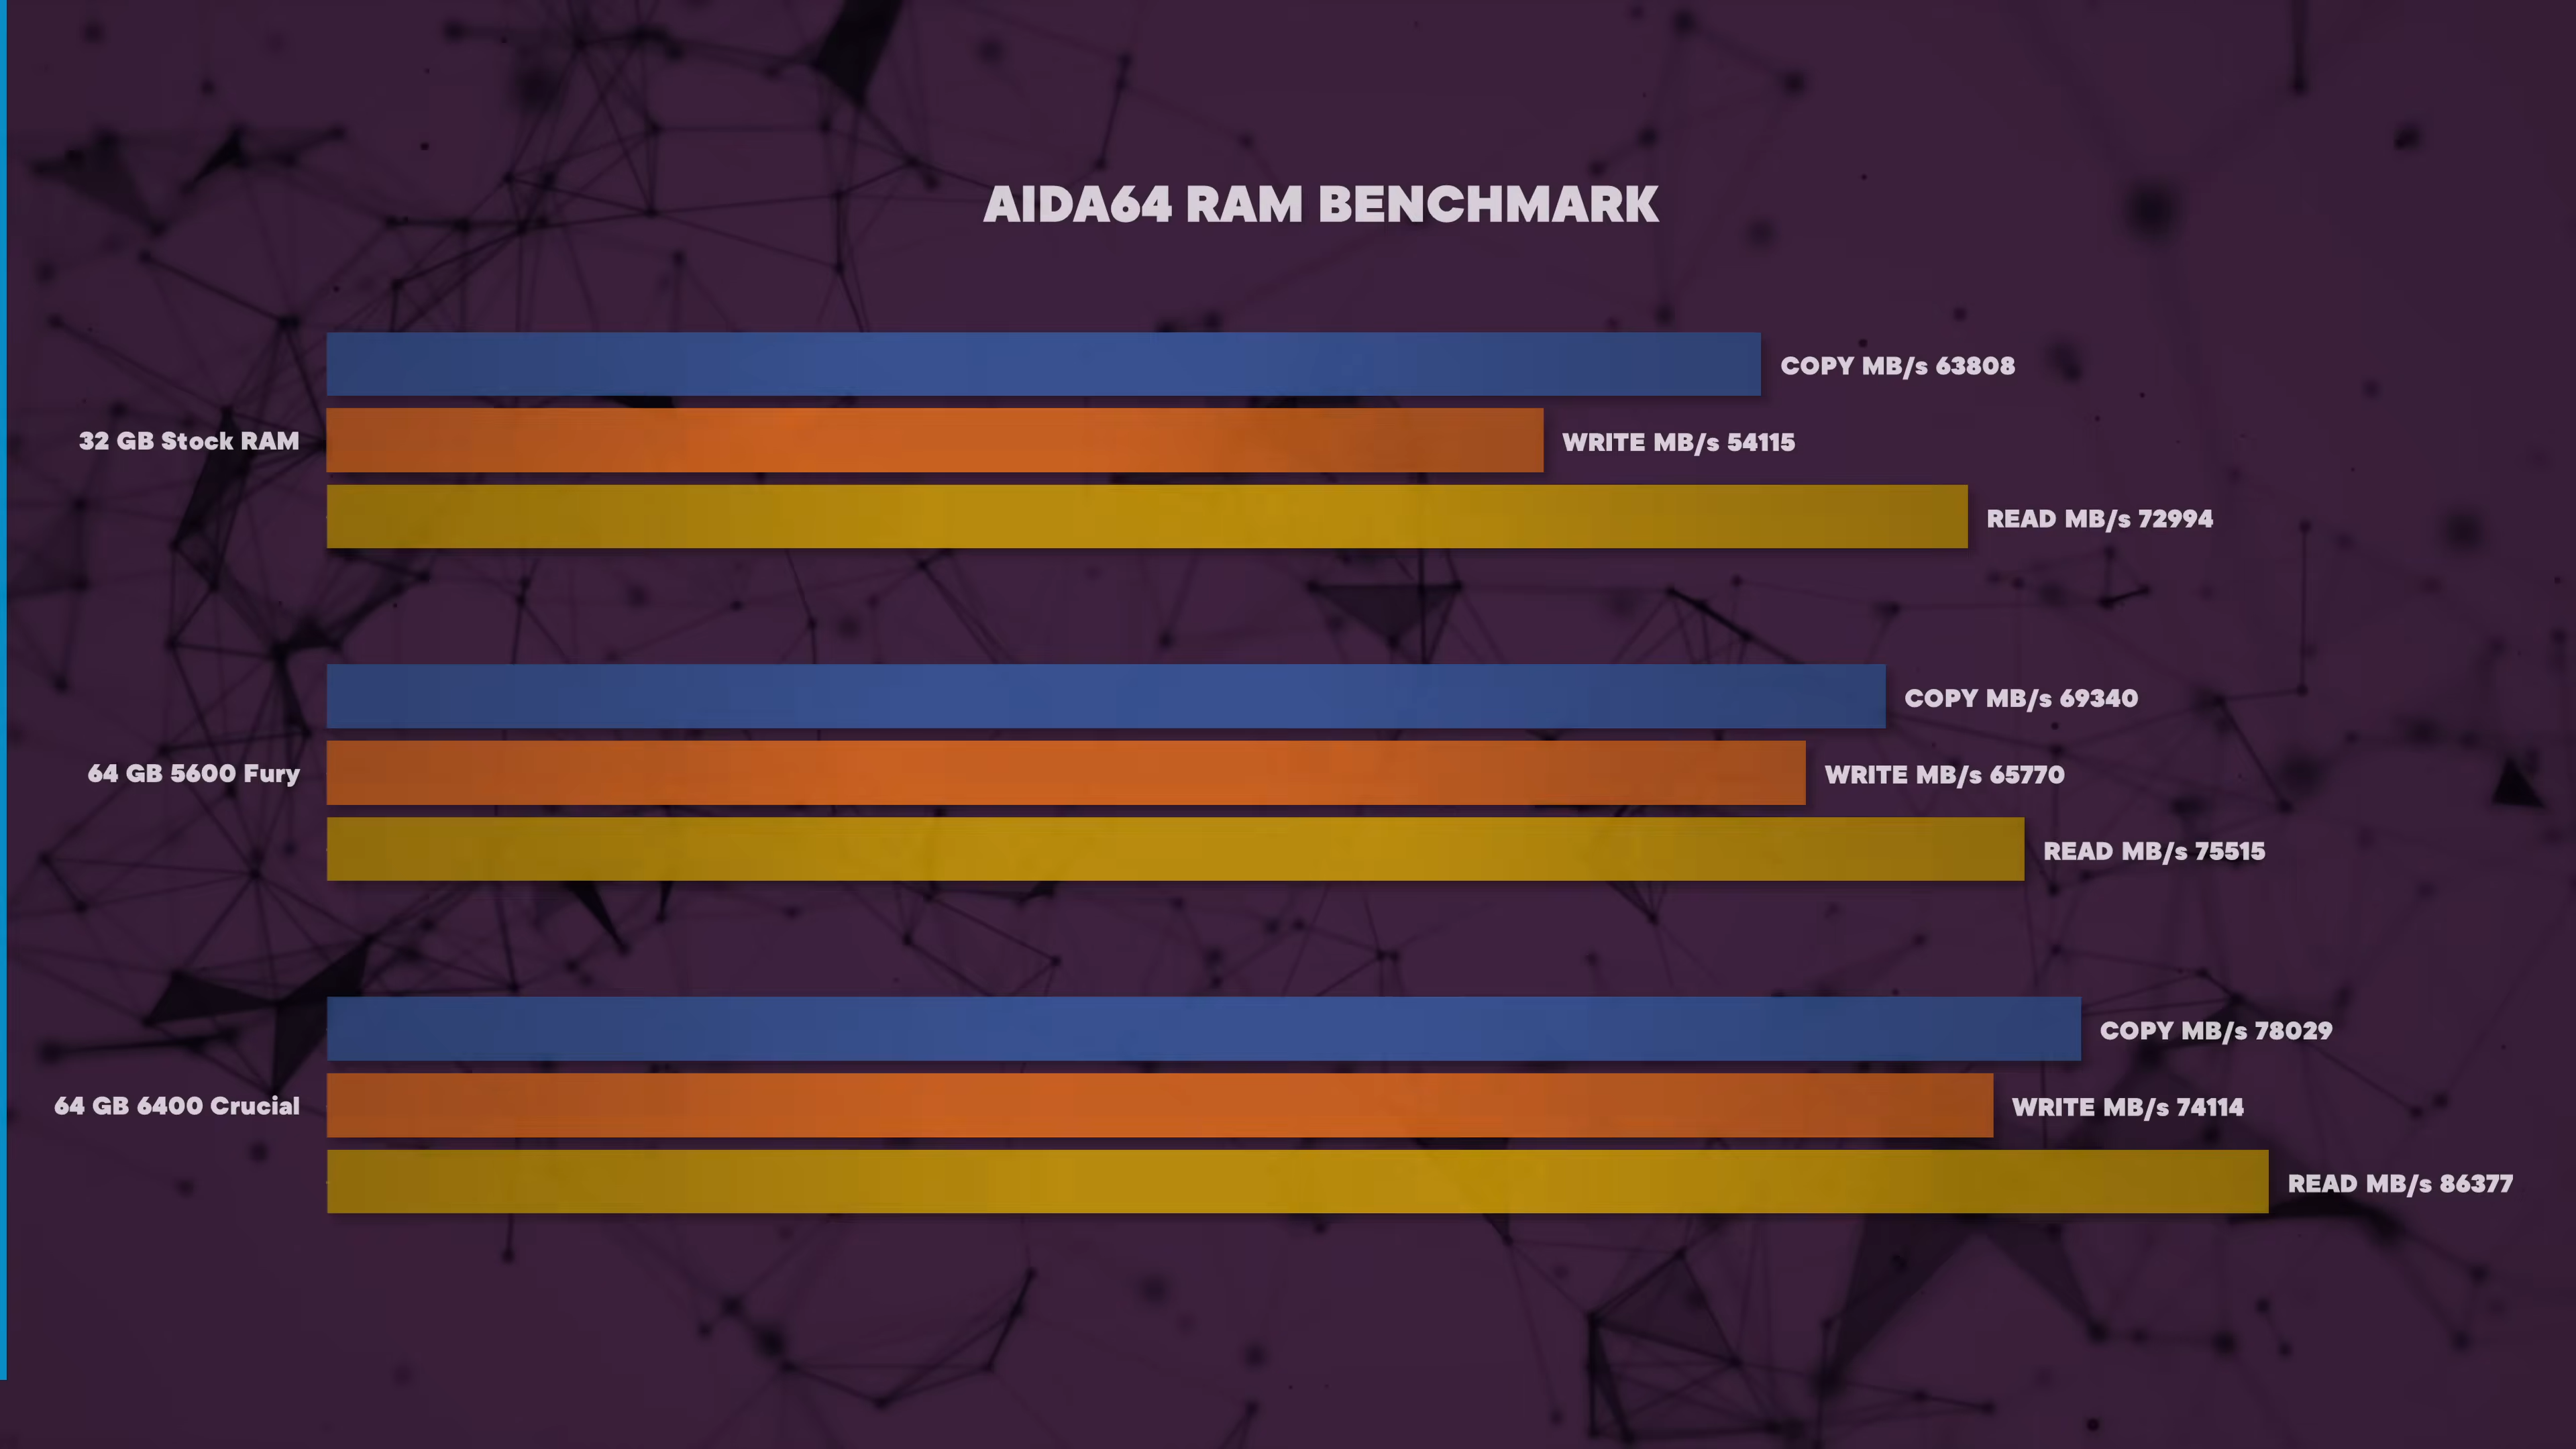 AIDA64 RAM BENCHMARK
COPY MB/s 63808
32 GB Stock RAM
WRITE MB/s 54115
READ MB/s 72994
COPY MB/s 69340
64 GB 5600 Fury
WRITE MB/s 65770
READ MB/s 75515
COPY MB/s 78029
64 GB 6400 Crucial
WRITE MB/s 74114
READ MB/s 86377